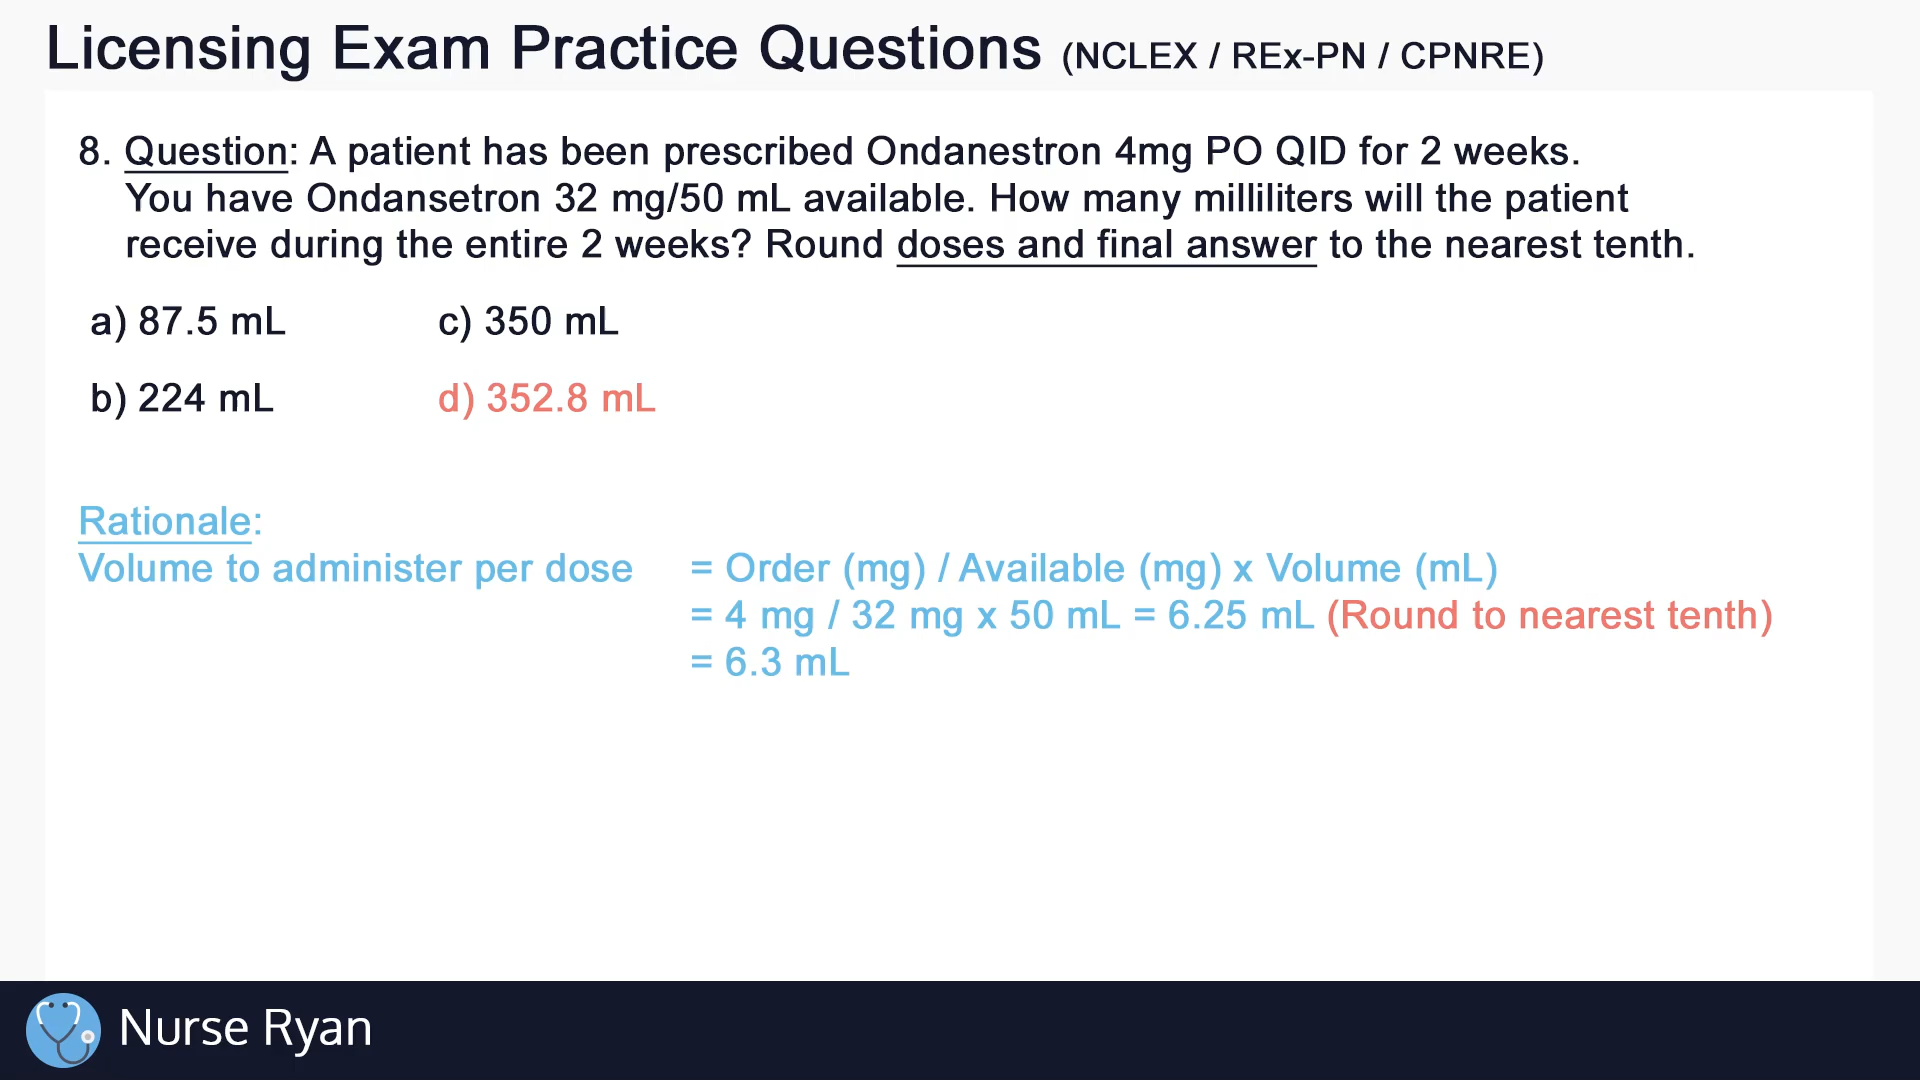 Licensing Exam Practice Questions (NCLEX / REx-PN / CPNRE)
8. Question: A patient has been prescribed Ondanestron 4mg PO QID for 2 weeks.
You have Ondansetron 32 mg/50 mL available. How many milliliters will the patient
receive during the entire 2 weeks? Round doses and final answer to the nearest tenth.
a) 87.5 mL c) 350 mL
b) 224 mL d) 352.8 mL
Rationale:
Volume to administer per dose = Order (mg) / Available (mg) x Volume (mL)
= 4 mg / 32 mg x 50 mL = 6.25 mL (Round to nearest tenth)
= 6.3 mL
Nurse Ryan